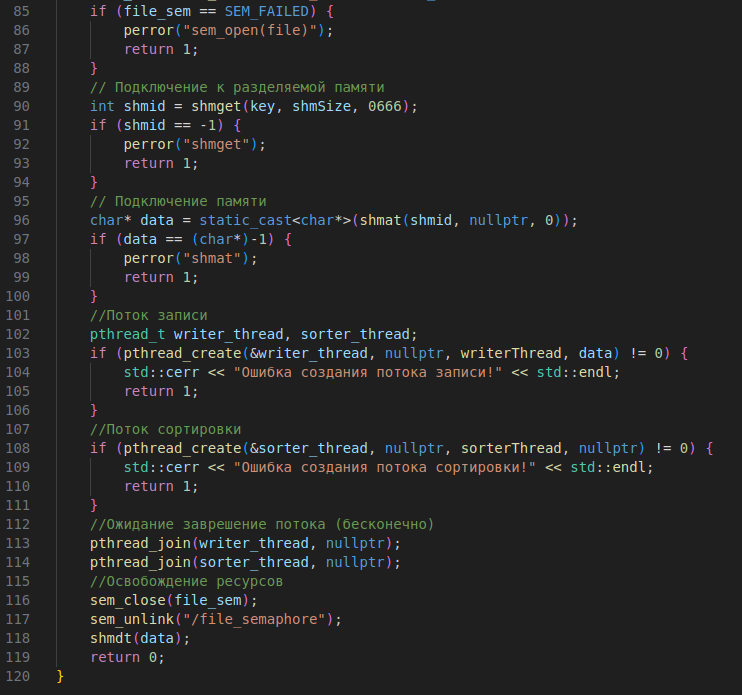 85 if (file_sem == SEM_FAILED) {
86 perror("sem_open(file)");
87 return 1;
88 }
89 // Подключение к разделяемой памяти
90 int shmid = shmget(key, shmSize, 0666);
91 if (shmid == -1) {
92 perror("shmget");
93 return 1;
94 }
95 // Подключение памяти
96 char* data = static_cast<char*>(shmat(shmid, nullptr, 0));
97 if (data == (char*)-1) {
98 perror("shmat");
99 return 1;
100 }
101 //Поток записи
102 pthread_t writer_thread, sorter_thread;
103 if (pthread_create(&writer_thread, nullptr, writerThread, data) != 0) {
104 std::cerr << "Ошибка создания потока записи!" << std::endl;
105 return 1;
106 }
107 //Поток сортировки
108 if (pthread_create(&sorter_thread, nullptr, sorterThread, nullptr) != 0) {
109 std::cerr << "Ошибка создания потока сортировки!" << std::endl;
110 return 1;
111 }
112 //Ожидание заврешение потока (бесконечно)
113 pthread_join(writer_thread, nullptr);
114 pthread_join(sorter_thread, nullptr);
115 //Освобождение ресурсов
116 sem_close(file_sem);
117 sem_unlink("/file_semaphore");
118 shmdt(data);
119 return 0;
120 }